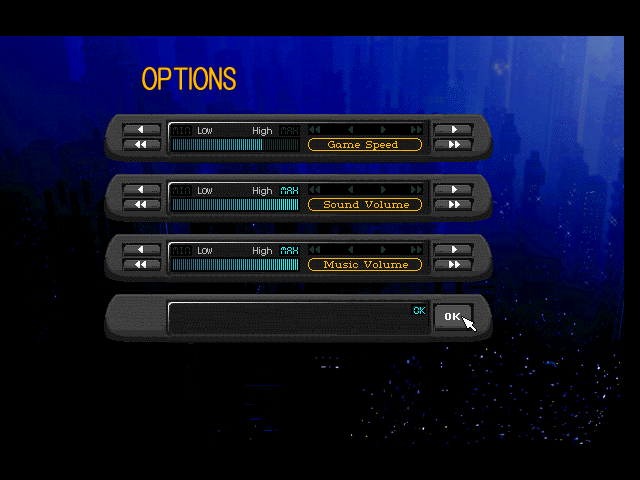 OPTIONS
MIN Low High MAX
Game Speed
MIN Low High MAX
Sound Volume
MIN Low High MAX
Music Volume
OK
OK